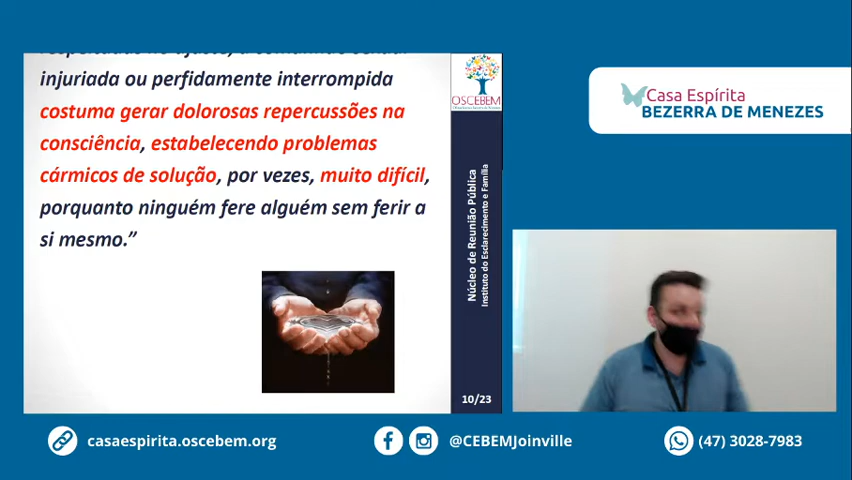 injuriada ou perfidamente interrompida
costuma gerar dolorosas repercussões na
consciência, estabelecendo problemas
cármicos de solução, por vezes, muito difícil,
porquanto ninguém fere alguém sem ferir a
si mesmo.”
OSCEBEM
Núcleo de Reunião Pública
Instituto do Esclarecimento e Família
10/23
Casa Espírita
BEZERRA DE MENEZES
casaespirita.oscebem.org
@CEBEMJoinville
(47) 3028-7983